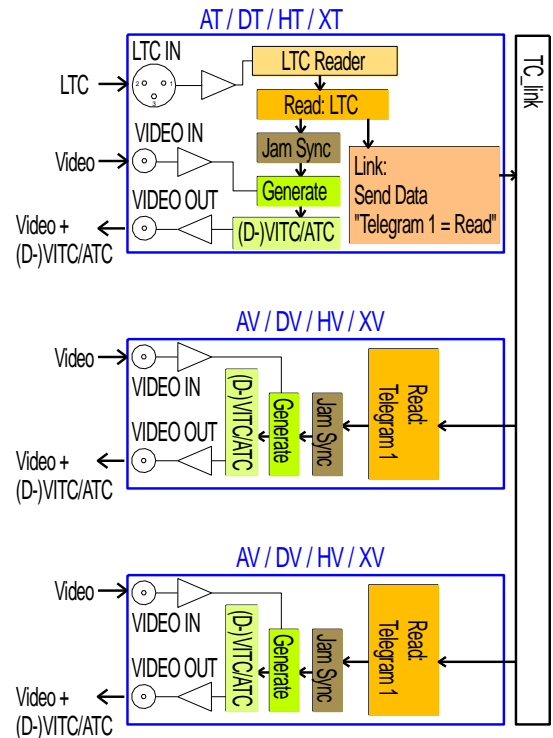 AT / DT / HT / XT
LTC IN
LTC
2 1
3
LTC Reader
Read: LTC
VIDEO IN
Video
Jam Sync
Generate
Link:
Send Data
"Telegram 1 = Read"
VIDEO OUT
Video +
(D-)VITC/ATC
(D-)VITC/ATC
TC_link
AV / DV / HV / XV
Video
VIDEO IN
VIDEO OUT
Video +
(D-)VITC/ATC
(D-)VITC/ATC
Generate
Jam Sync
Read:
Telegram 1
AV / DV / HV / XV
Video
VIDEO IN
VIDEO OUT
Video +
(D-)VITC/ATC
(D-)VITC/ATC
Generate
Jam Sync
Read:
Telegram 1